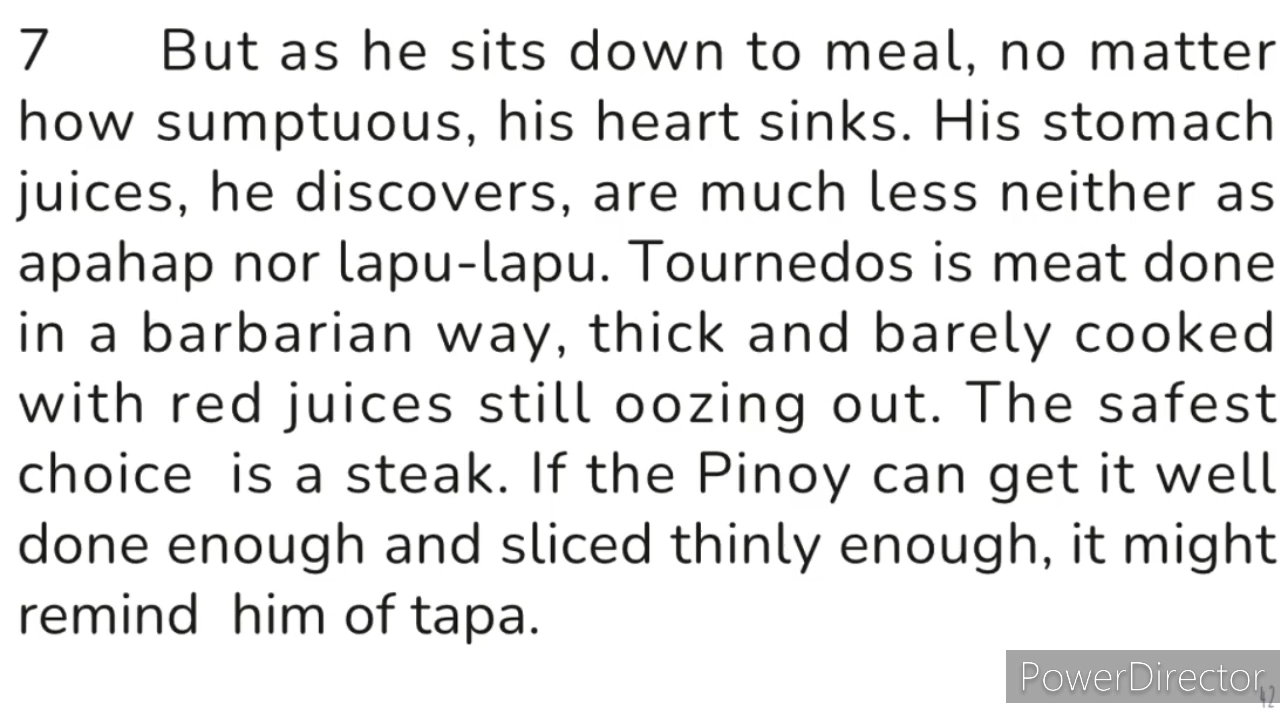 7 But as he sits down to meal, no matter
how sumptuous, his heart sinks. His stomach
juices, he discovers, are much less neither as
apahap nor lapu-lapu. Tournedos is meat done
in a barbarian way, thick and barely cooked
with red juices still oozing out. The safest
choice is a steak. If the Pinoy can get it well
done enough and sliced thinly enough, it might
remind him of tapa.
PowerDirector
42